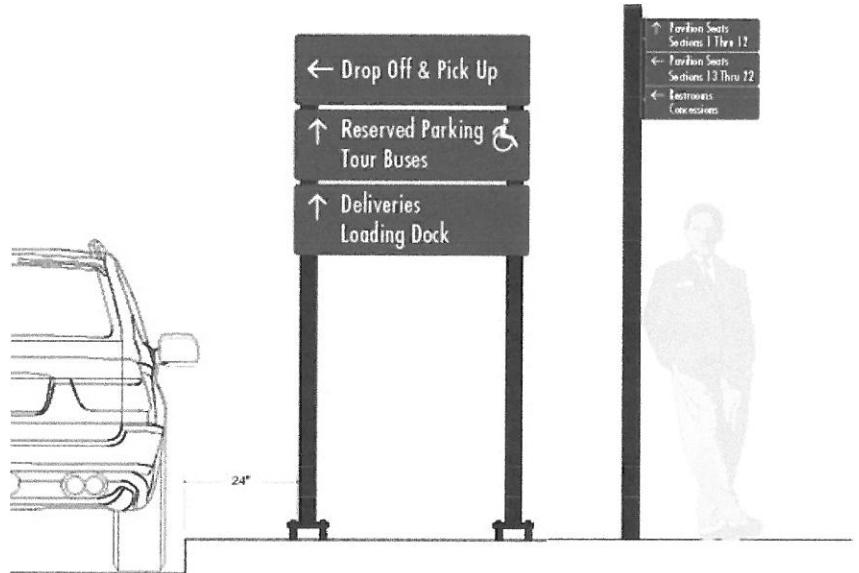 ← Drop Off & Pick Up
↑ Reserved Parking
Tour Buses
↑ Deliveries
Loading Dock
↑ Pavilion Seats
Sections 1 Thru 12
← Pavilion Seats
Sections 13 Thru 22
← Restrooms
Concessions
24"